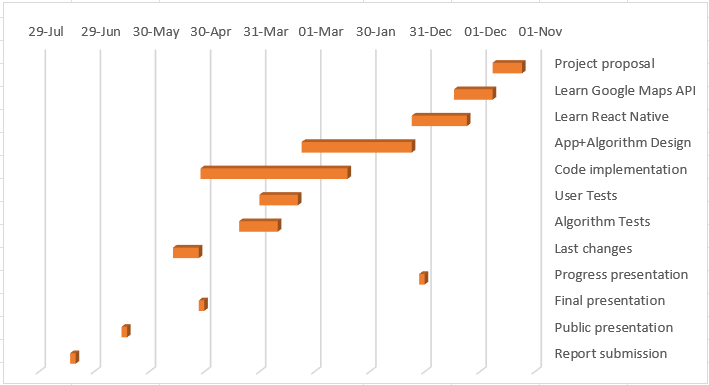 29-Jul 29-Jun 30-May 30-Apr 31-Mar 01-Mar 30-Jan 31-Dec 01-Dec 01-Nov
Project proposal
Learn Google Maps API
Learn React Native
App+Algorithm Design
Code implementation
User Tests
Algorithm Tests
Last changes
Progress presentation
Final presentation
Public presentation
Report submission